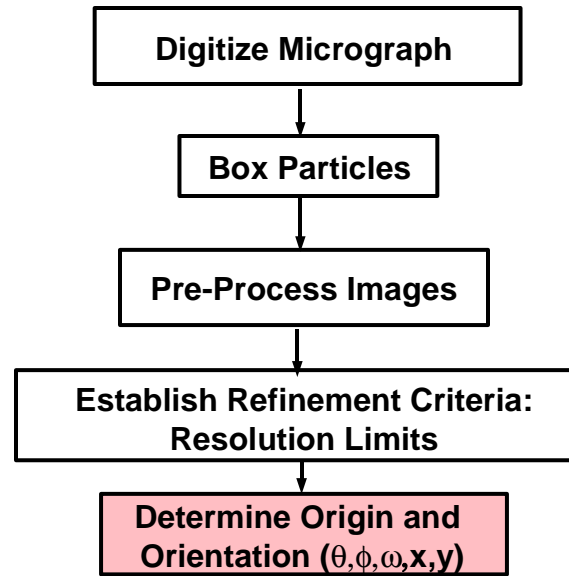 Digitize Micrograph
Box Particles
Pre-Process Images
Establish Refinement Criteria:
Resolution Limits
Determine Origin and
Orientation (θ,ϕ,ω,x,y)